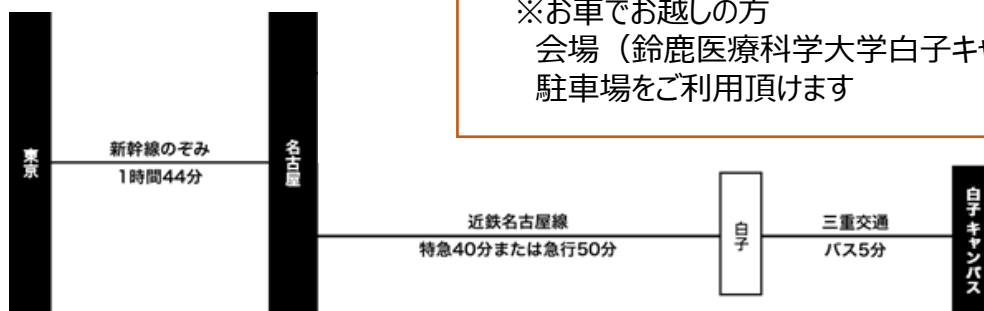 ※お車でお越しの方
会場（鈴鹿医療科学大学白子キャ
駐車場をご利用頂けます
東京
新幹線のぞみ
1時間44分
名古屋
近鉄名古屋線
特急40分または急行50分
白子
三重交通
バス5分
白子キャンパス